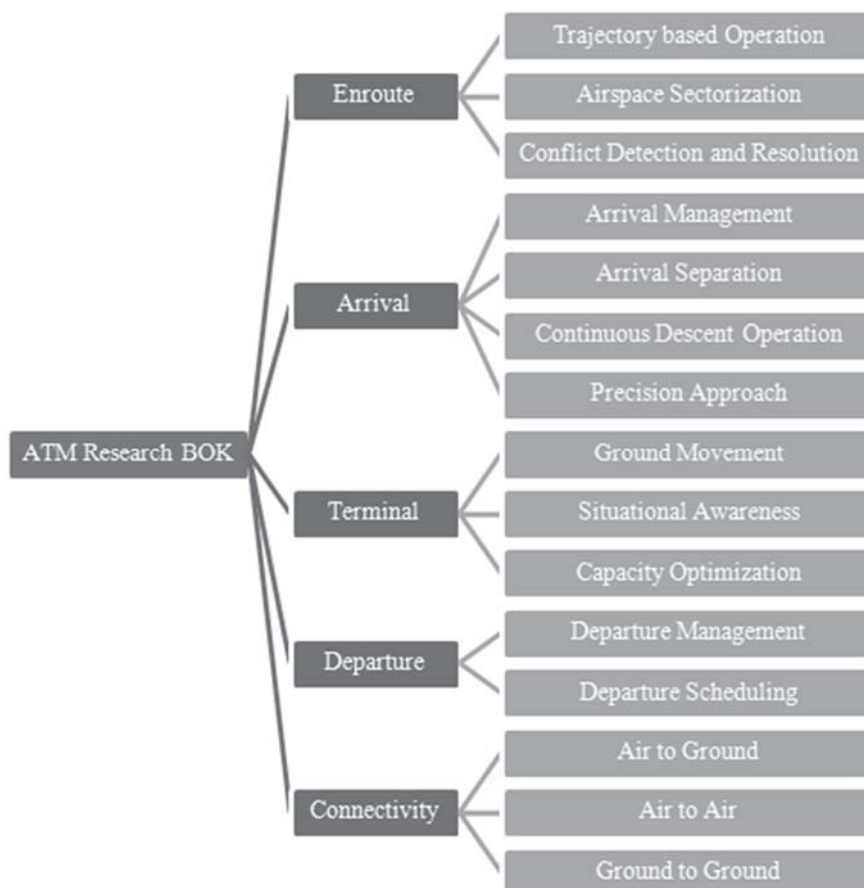 ATM Research BOK
Enroute
Trajectory based Operation
Airspace Sectorization
Conflict Detection and Resolution
Arrival
Arrival Management
Arrival Separation
Continuous Descent Operation
Precision Approach
Terminal
Ground Movement
Situational Awareness
Capacity Optimization
Departure
Departure Management
Departure Scheduling
Connectivity
Air to Ground
Air to Air
Ground to Ground